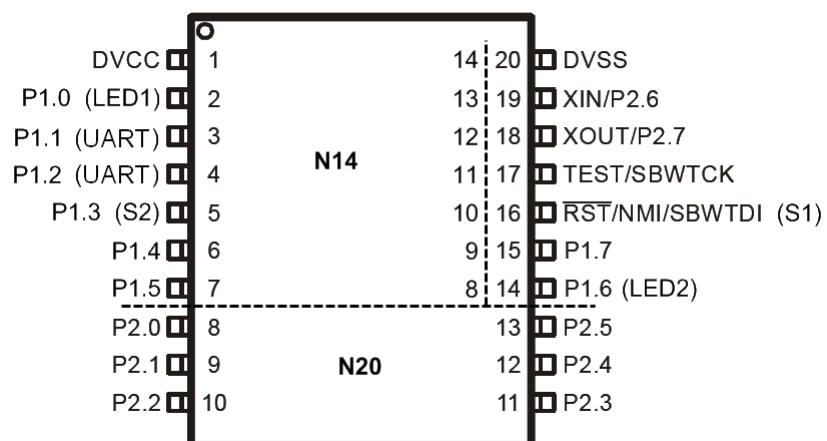 DVCC 1 14 20 DVSS
P1.0 (LED1) 2 13 19 XIN/P2.6
P1.1 (UART) 3 12 18 XOUT/P2.7
N14
P1.2 (UART) 4 11 17 TEST/SBWTCK
P1.3 (S2) 5 10 16 RST/NMI/SBWTDI (S1)
P1.4 6 9 15 P1.7
P1.5 7 8 14 P1.6 (LED2)
P2.0 8 13 P2.5
P2.1 9 N20 12 P2.4
P2.2 10 11 P2.3